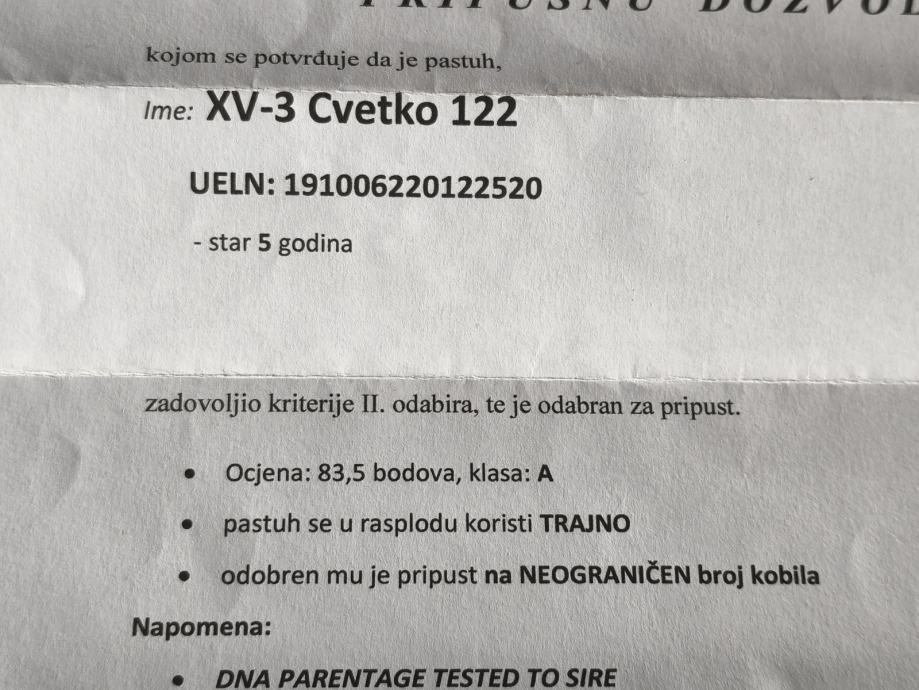 PRIPUSNU DOZVOL
kojom se potvrđuje da je pastuh,
Ime: XV-3 Cvetko 122
UELN: 191006220122520
- star 5 godina
zadovoljio kriterije II. odabira, te je odabran za pripust.
• Ocjena: 83,5 bodova, klasa: A
• pastuh se u rasplodu koristi TRAJNO
• odobren mu je pripust na NEOGRANIČEN broj kobila
Napomena:
• DNA PARENTAGE TESTED TO SIRE